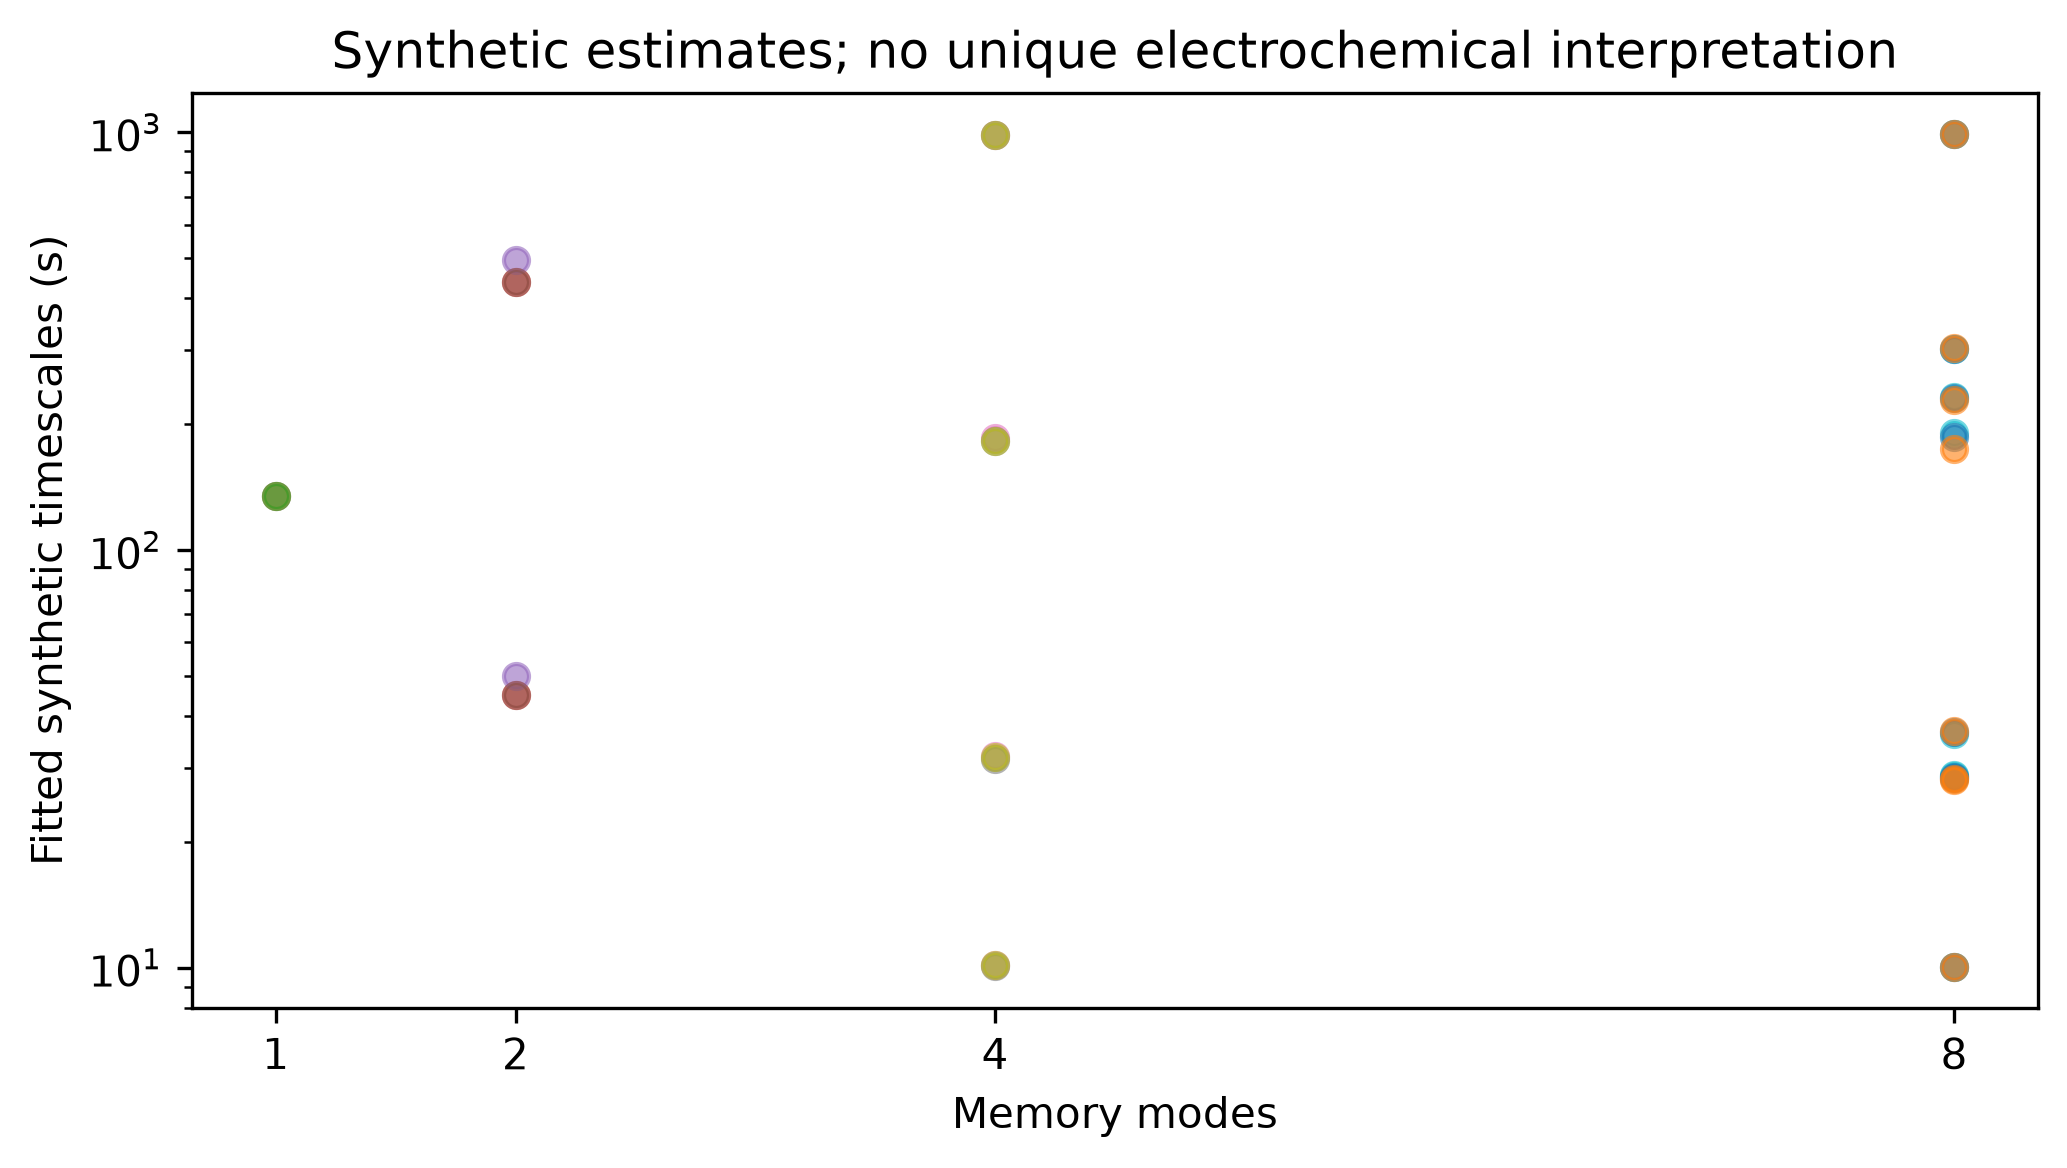 Synthetic estimates; no unique electrochemical interpretation
Fitted synthetic timescales (s)
10³
10²
10¹
1 2 4 8
Memory modes